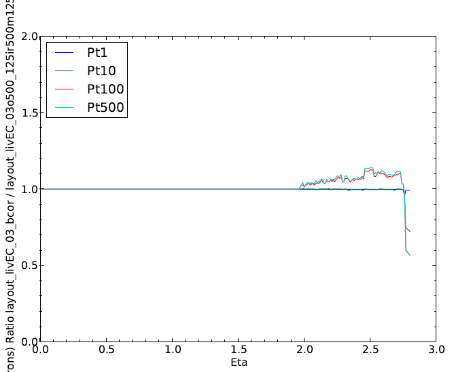 rons) Ratio layout_livEC_03_bcor / layout_livEC_03o500_125ir500m125
2.0
1.5
1.0
0.5
0.0
Pt1
Pt10
Pt100
Pt500
0.0 0.5 1.0 1.5 2.0 2.5 3.0
Eta